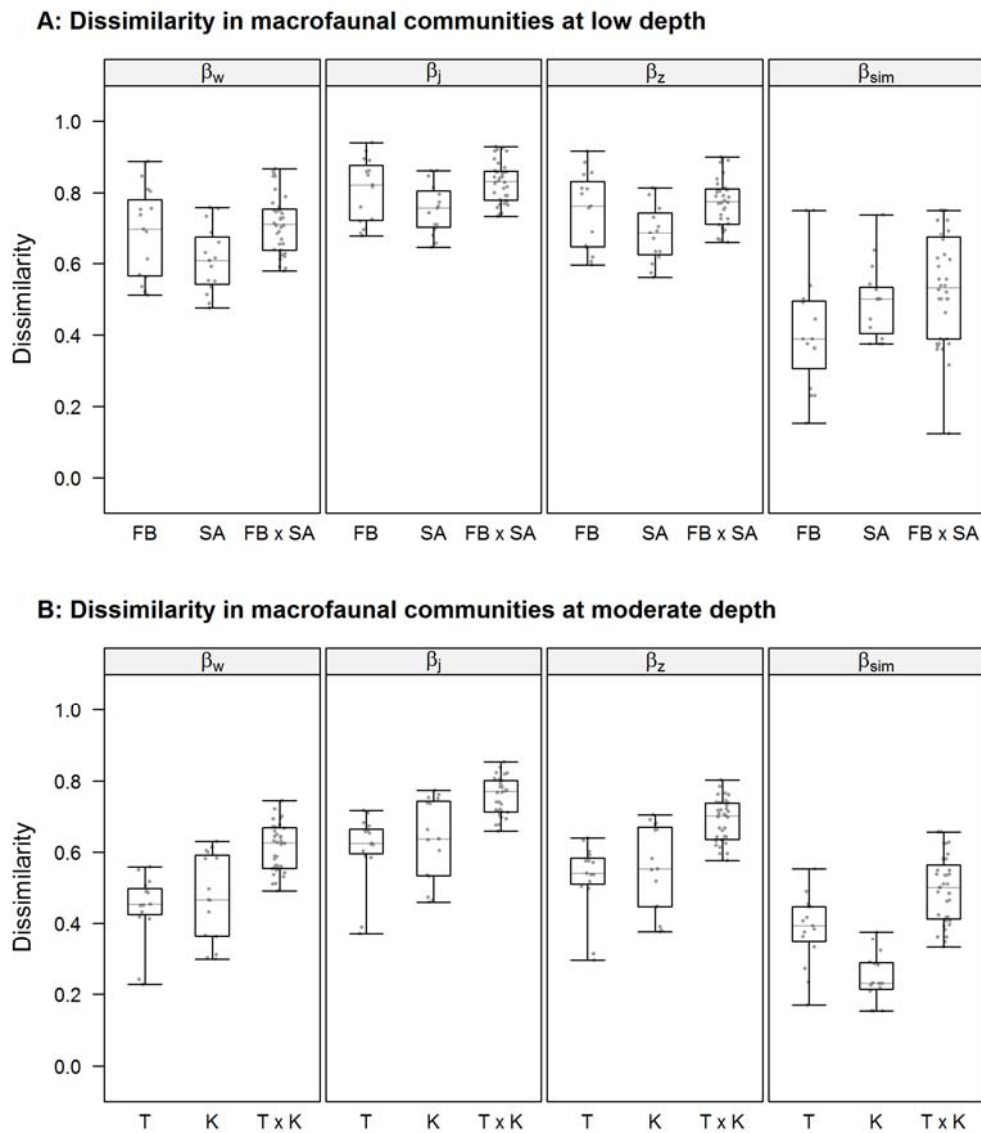 A: Dissimilarity in macrofaunal communities at low depth
βw βj βz βsim
Dissimilarity
1.0
0.8
0.6
0.4
0.2
0.0
FB SA FB x SA FB SA FB x SA FB SA FB x SA FB SA FB x SA
B: Dissimilarity in macrofaunal communities at moderate depth
βw βj βz βsim
Dissimilarity
1.0
0.8
0.6
0.4
0.2
0.0
T K T x K T K T x K T K T x K T K T x K